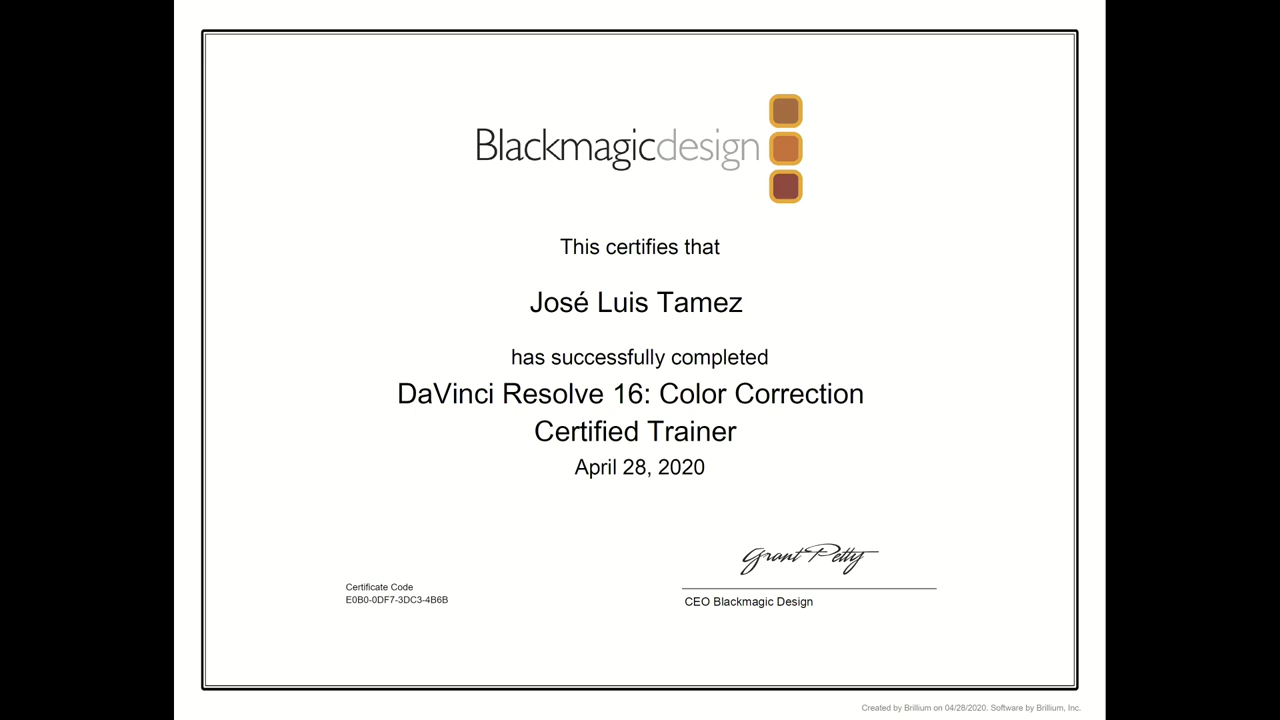 Blackmagicdesign
This certifies that
José Luis Tamez
has successfully completed
DaVinci Resolve 16: Color Correction
Certified Trainer
April 28, 2020
Grant Petty
Certificate Code
E0B0-0DF7-3DC3-4B6B
CEO Blackmagic Design
Created by Brillium on 04/28/2020. Software by Brillium, Inc.